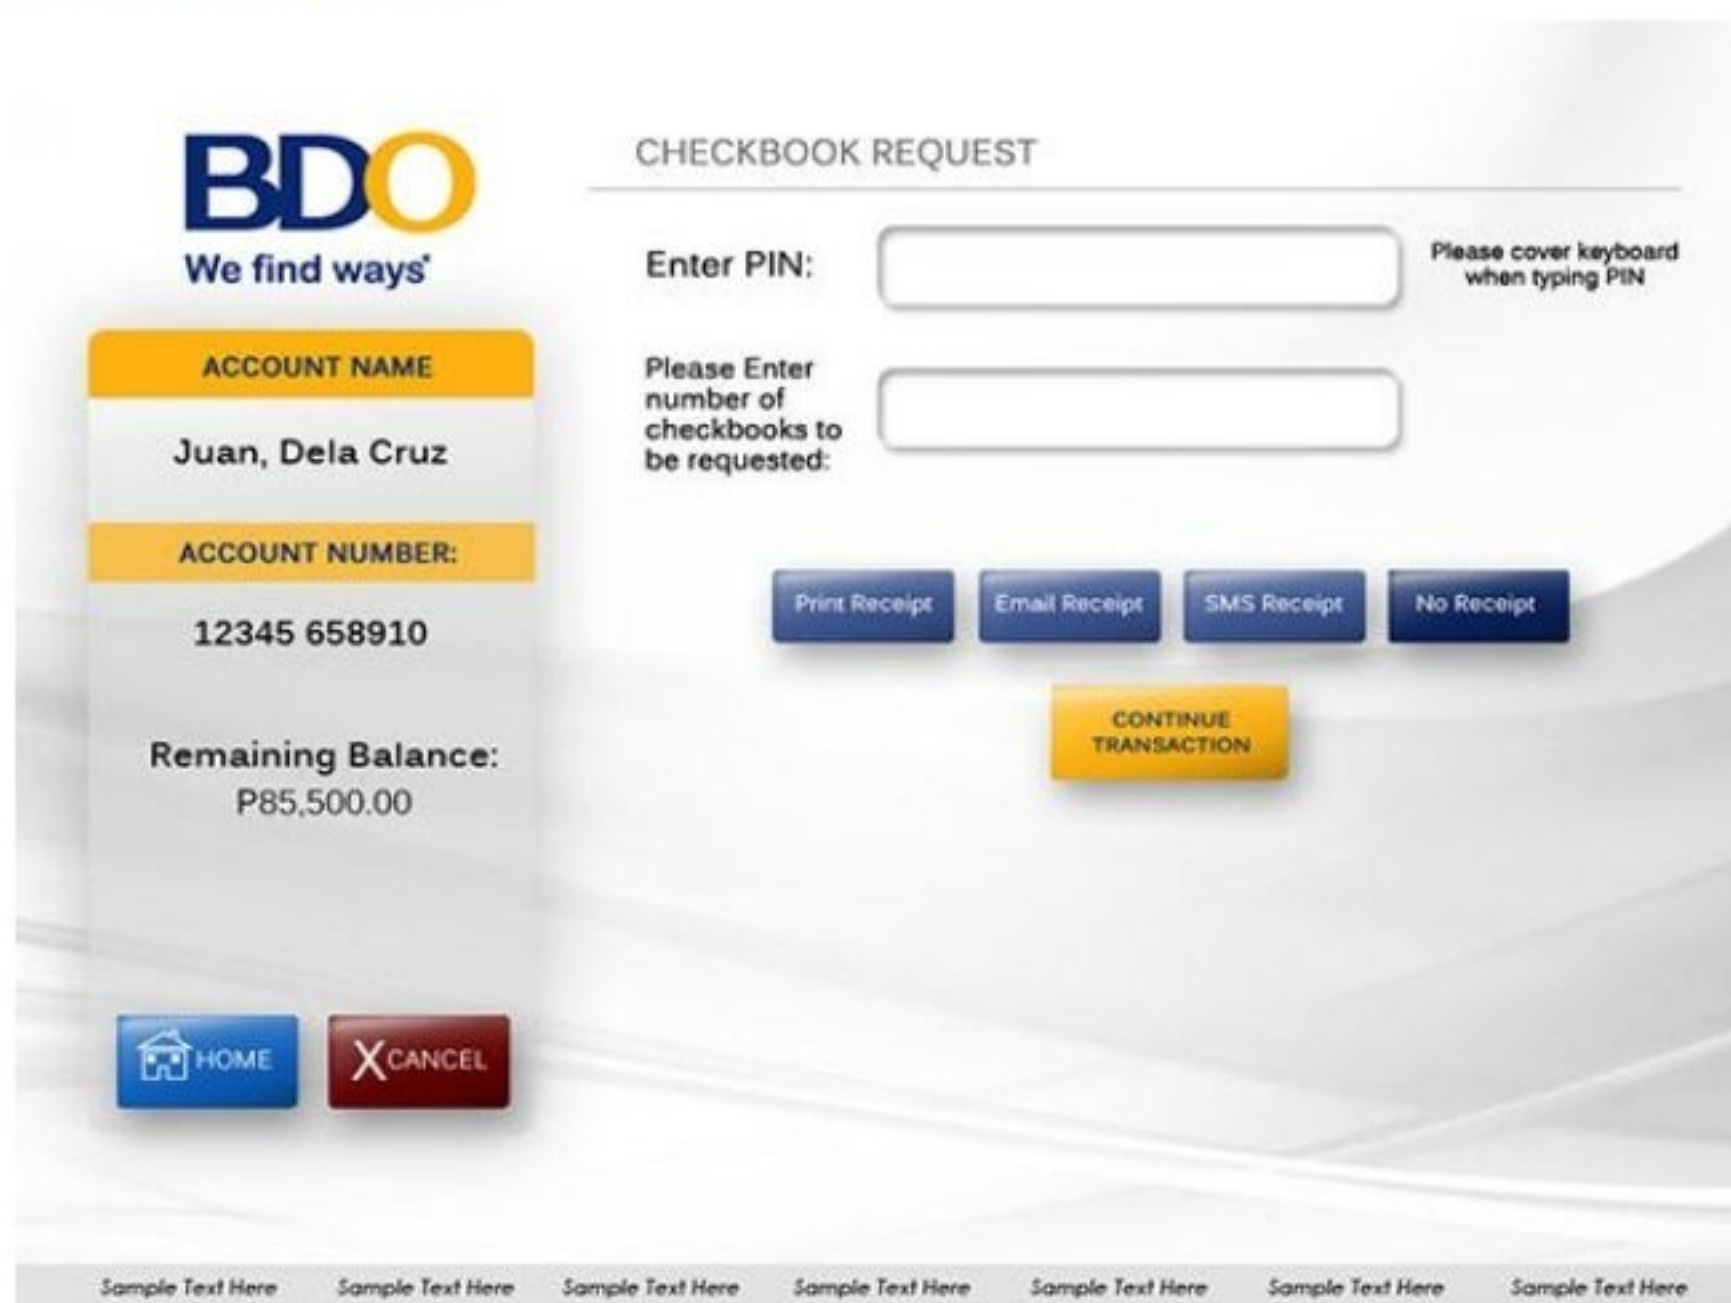 BDO
We find ways®
ACCOUNT NAME
Juan, Dela Cruz
ACCOUNT NUMBER:
12345 658910
Remaining Balance:
P85,500.00
HOME
X CANCEL
CHECKBOOK REQUEST
Enter PIN:
Please cover keyboard
when typing PIN
Please Enter
number of
checkbooks to
be requested:
Print Receipt
Email Receipt
SMS Receipt
No Receipt
CONTINUE
TRANSACTION
Sample Text Here Sample Text Here Sample Text Here Sample Text Here Sample Text Here Sample Text Here Sample Text Here